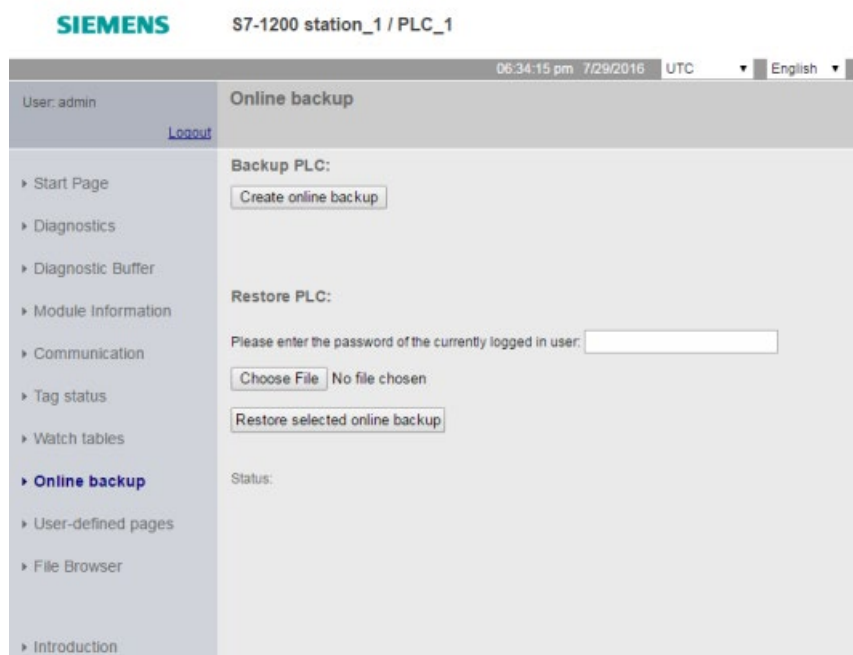 SIEMENS
S7-1200 station_1 / PLC_1
06:34:15 pm 7/29/2016
UTC
English
User: admin
Logout
Online backup
Start Page
Diagnostics
Diagnostic Buffer
Module Information
Communication
Tag status
Watch tables
Online backup
User-defined pages
File Browser
Introduction
Backup PLC:
Create online backup
Restore PLC:
Please enter the password of the currently logged in user:
Choose File No file chosen
Restore selected online backup
Status: